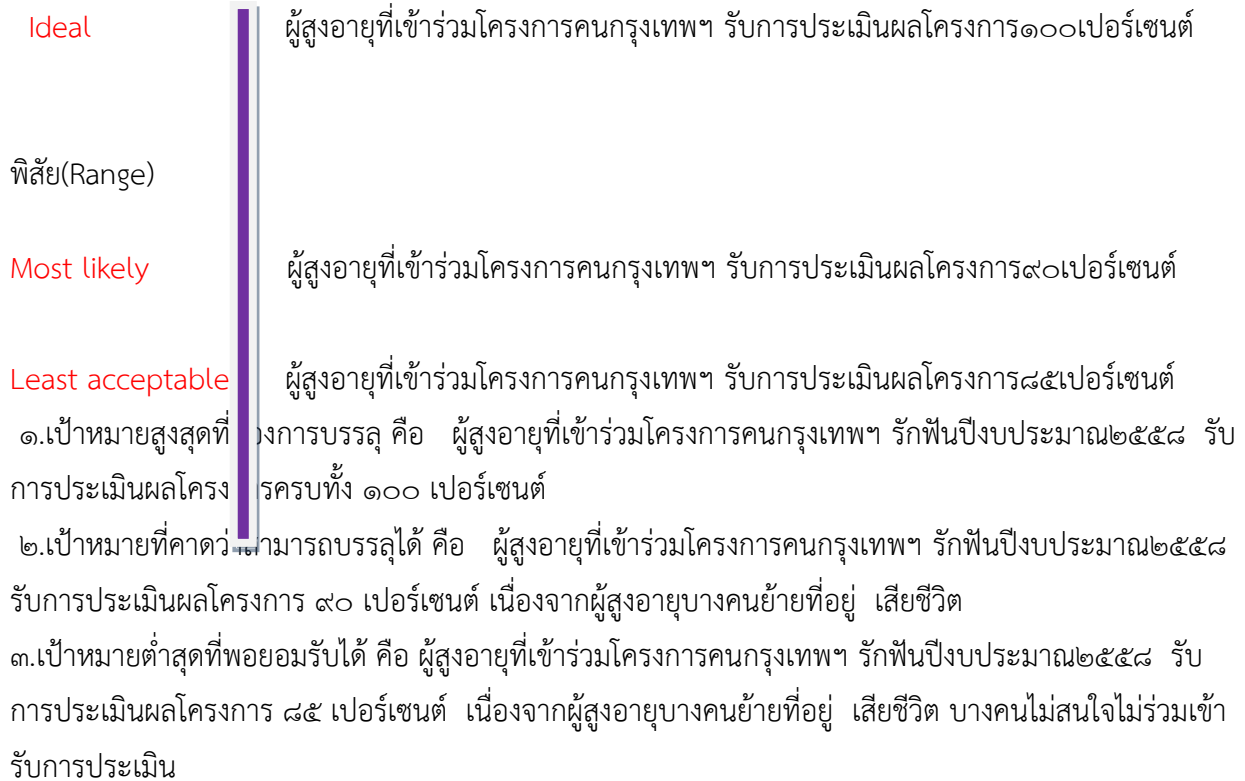 Ideal ผู้สูงอายุที่เข้าร่วมโครงการคนกรุงเทพฯ รับการประเมินผลโครงการ๑๐๐เปอร์เซนต์
พิสัย(Range)
Most likely ผู้สูงอายุที่เข้าร่วมโครงการคนกรุงเทพฯ รับการประเมินผลโครงการ๙๐เปอร์เซนต์
Least acceptable ผู้สูงอายุที่เข้าร่วมโครงการคนกรุงเทพฯ รับการประเมินผลโครงการ๘๕เปอร์เซนต์
๑.เป้าหมายสูงสุดที่ งการบรรลุ คือ ผู้สูงอายุที่เข้าร่วมโครงการคนกรุงเทพฯ รักฟันปีงบประมาณ๒๕๕๘ รับ
การประเมินผลโครง รครบทั้ง ๑๐๐ เปอร์เซนต์
๒.เป้าหมายที่คาดว่ ามารถบรรลุได้ คือ ผู้สูงอายุที่เข้าร่วมโครงการคนกรุงเทพฯ รักฟันปีงบประมาณ๒๕๕๘
รับการประเมินผลโครงการ ๙๐ เปอร์เซนต์ เนื่องจากผู้สูงอายุบางคนย้ายที่อยู่ เสียชีวิต
๓.เป้าหมายต่ำสุดที่พอยอมรับได้ คือ ผู้สูงอายุที่เข้าร่วมโครงการคนกรุงเทพฯ รักฟันปีงบประมาณ๒๕๕๘ รับ
การประเมินผลโครงการ ๘๕ เปอร์เซนต์ เนื่องจากผู้สูงอายุบางคนย้ายที่อยู่ เสียชีวิต บางคนไม่สนใจไม่ร่วมเข้า
รับการประเมิน